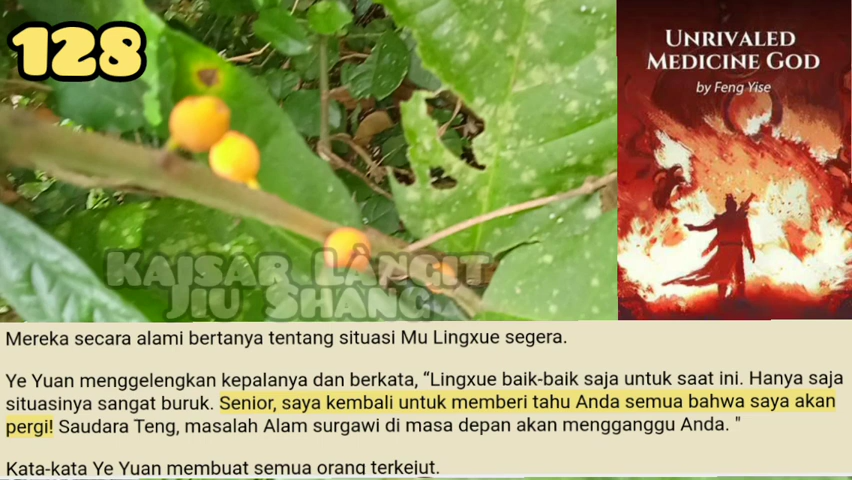 128
UNRIVALED
MEDICINE GOD
by Feng Yise
KAISAR LANGIT
JIU SHANG
Mereka secara alami bertanya tentang situasi Mu Lingxue segera.
Ye Yuan menggelengkan kepalanya dan berkata, “Lingxue baik-baik saja untuk saat ini. Hanya saja
situasinya sangat buruk. Senior, saya kembali untuk memberi tahu Anda semua bahwa saya akan
pergi! Saudara Teng, masalah Alam surgawi di masa depan akan mengganggu Anda. "
Kata-kata Ye Yuan membuat semua orang terkejut.